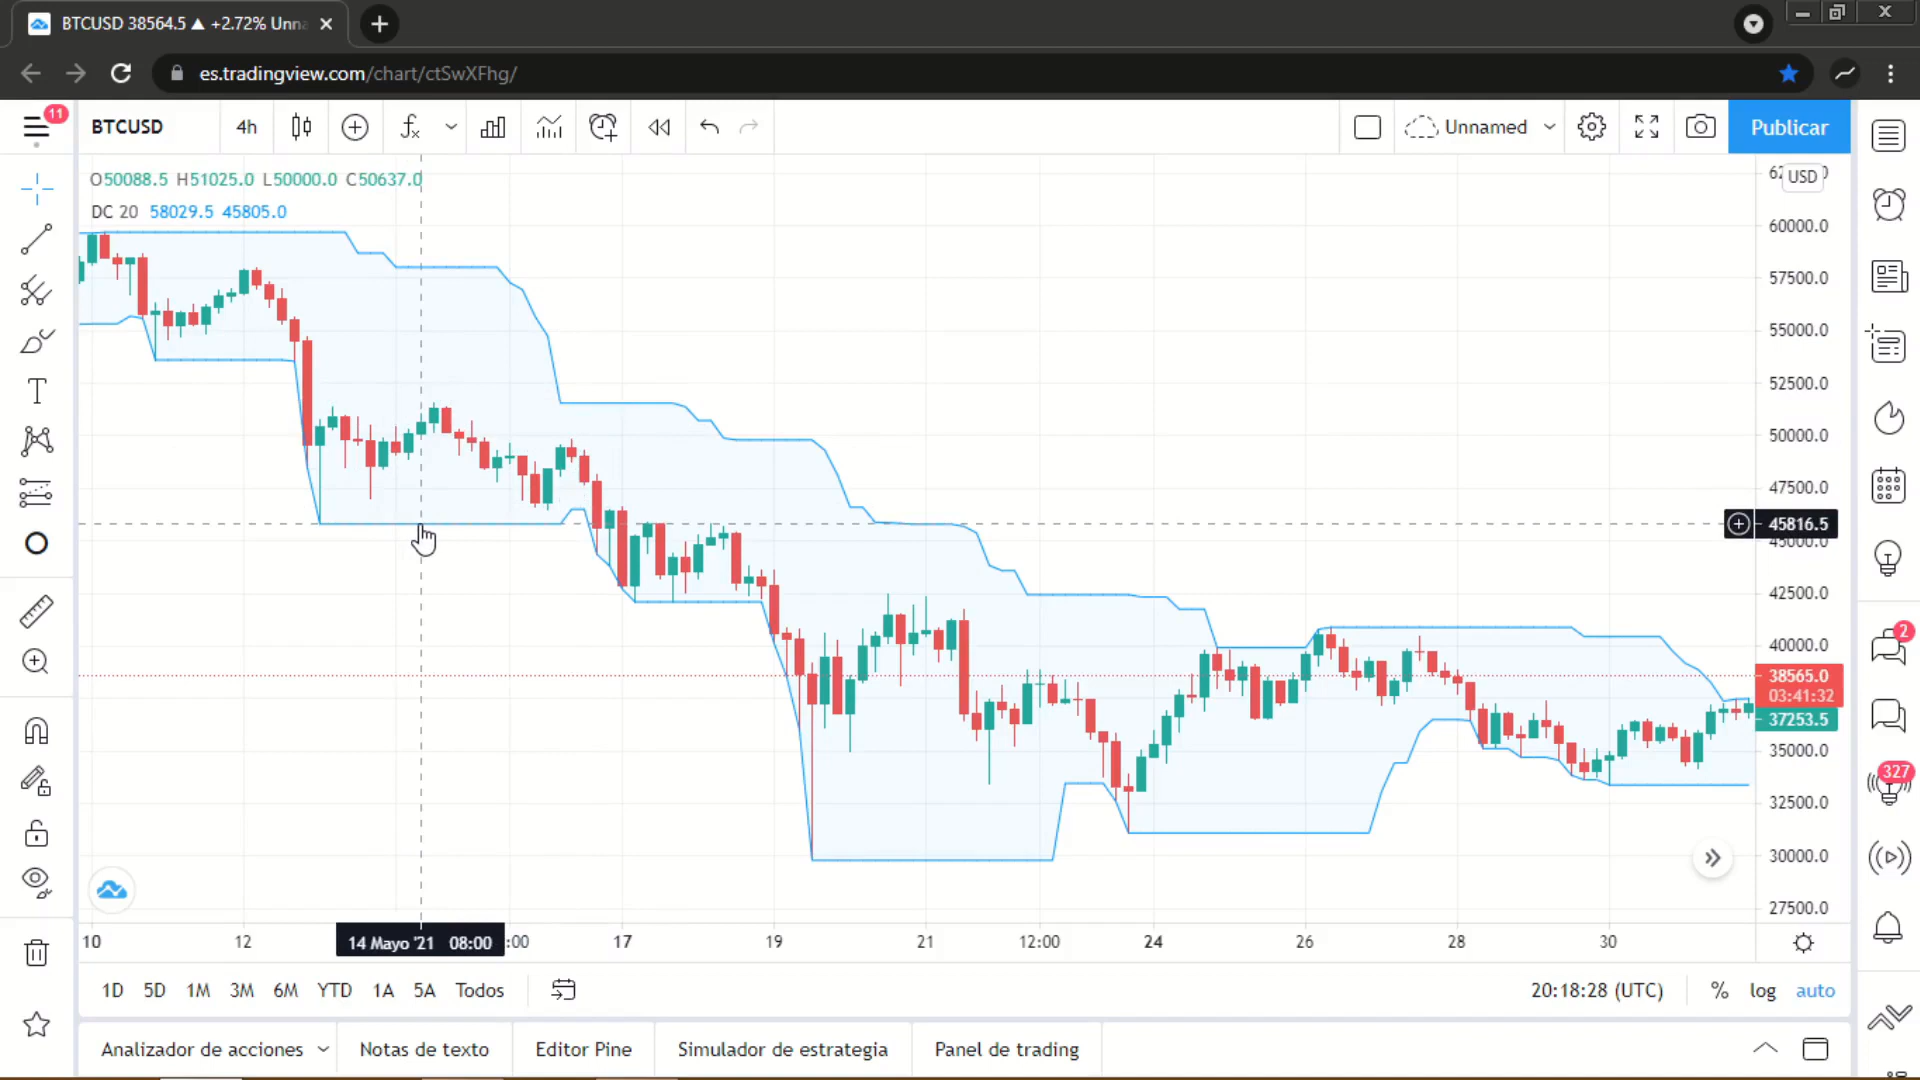 BTCUSD 38564.5 ▲ +2.72% Unna
es.tradingview.com/chart/ctSwXFhg/
11
BTCUSD
4h
Unnamed
Publicar
O50088.5 H51025.0 L50000.0 C50637.0
DC 20 58029.5 45805.0
USD
60000.0
57500.0
55000.0
52500.0
50000.0
47500.0
45816.5
45000.0
42500.0
40000.0
38565.0
03:41:32
37253.5
35000.0
32500.0
30000.0
27500.0
2
327
10 12 14 Mayo '21 08:00 :00 17 19 21 12:00 24 26 28 30
1D 5D 1M 3M 6M YTD 1A 5A Todos
20:18:28 (UTC) % log auto
Analizador de acciones Notas de texto Editor Pine Simulador de estrategia Panel de trading